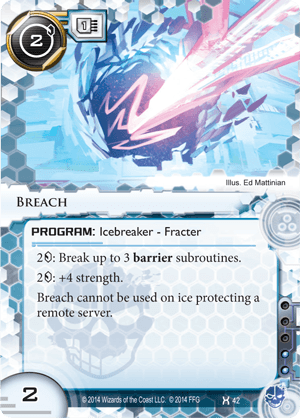 2
1
Illus. Ed Mattinian
BREACH
PROGRAM: Icebreaker - Fracter
2: Break up to 3 barrier subroutines.
2: +4 strength.
Breach cannot be used on ice protecting a
remote server.
2
© 2014 Wizards of the Coast LLC. © 2014 FFG 42